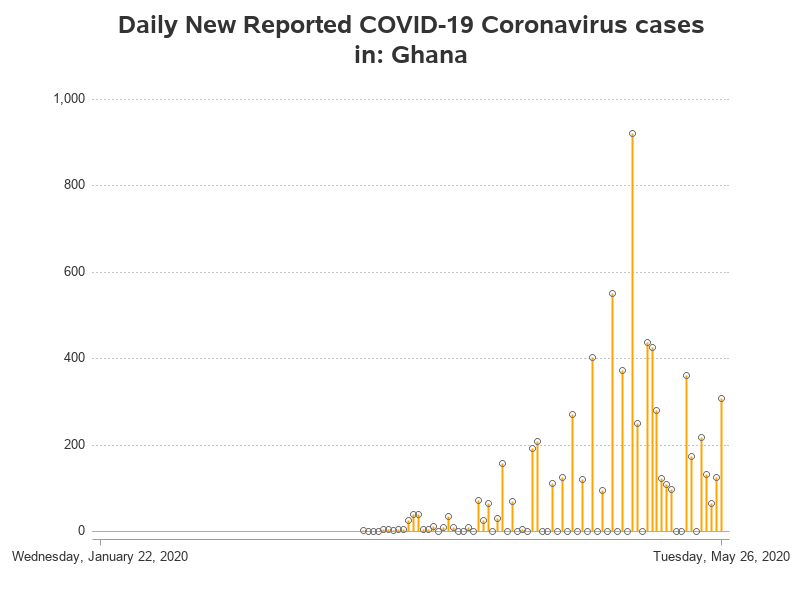 Daily New Reported COVID-19 Coronavirus cases
in: Ghana
1,000
800
600
400
200
0
Wednesday, January 22, 2020
Tuesday, May 26, 2020